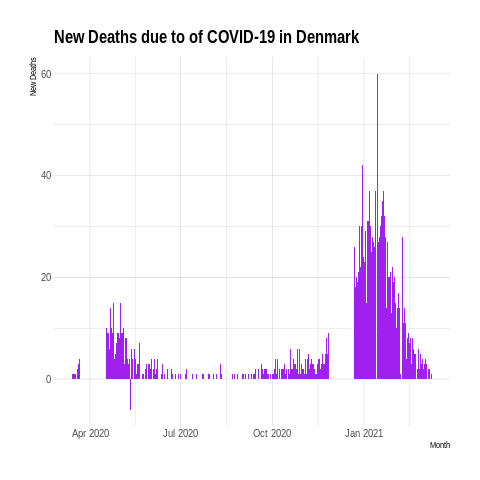 New Deaths due to of COVID-19 in Denmark
New Deaths
60
40
20
0
Apr 2020 Jul 2020 Oct 2020 Jan 2021
Month